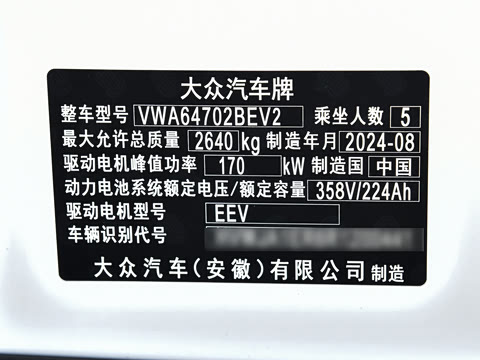 大众汽车牌
整车型号 VWA64702BEV2 乘坐人数 5
最大允许总质量 2640 kg 制造年月 2024-08
驱动电机峰值功率 170 kW 制造国 中国
动力电池系统额定电压/额定容量 358V/224Ah
驱动电机型号 EEV
车辆识别代号
大众汽车(安徽)有限公司 制造